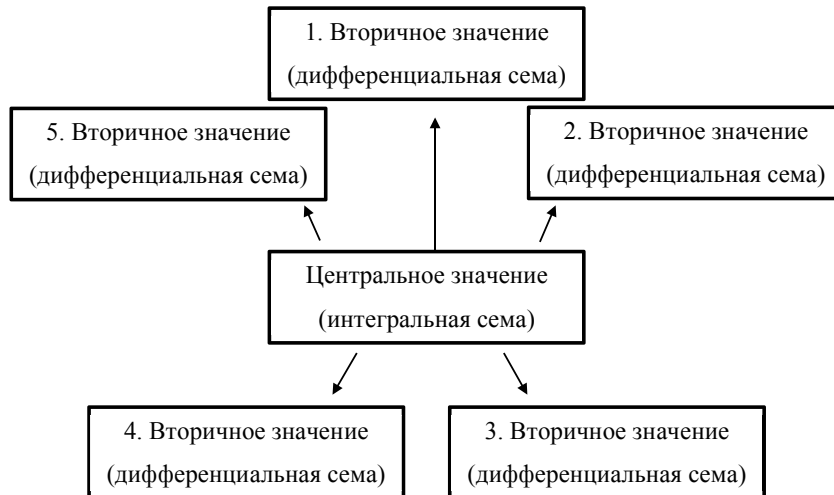 1. Вторичное значение
(дифференциальная сема)
5. Вторичное значение
(дифференциальная сема)
2. Вторичное значение
(дифференциальная сема)
Центральное значение
(интегральная сема)
4. Вторичное значение
(дифференциальная сема)
3. Вторичное значение
(дифференциальная сема)